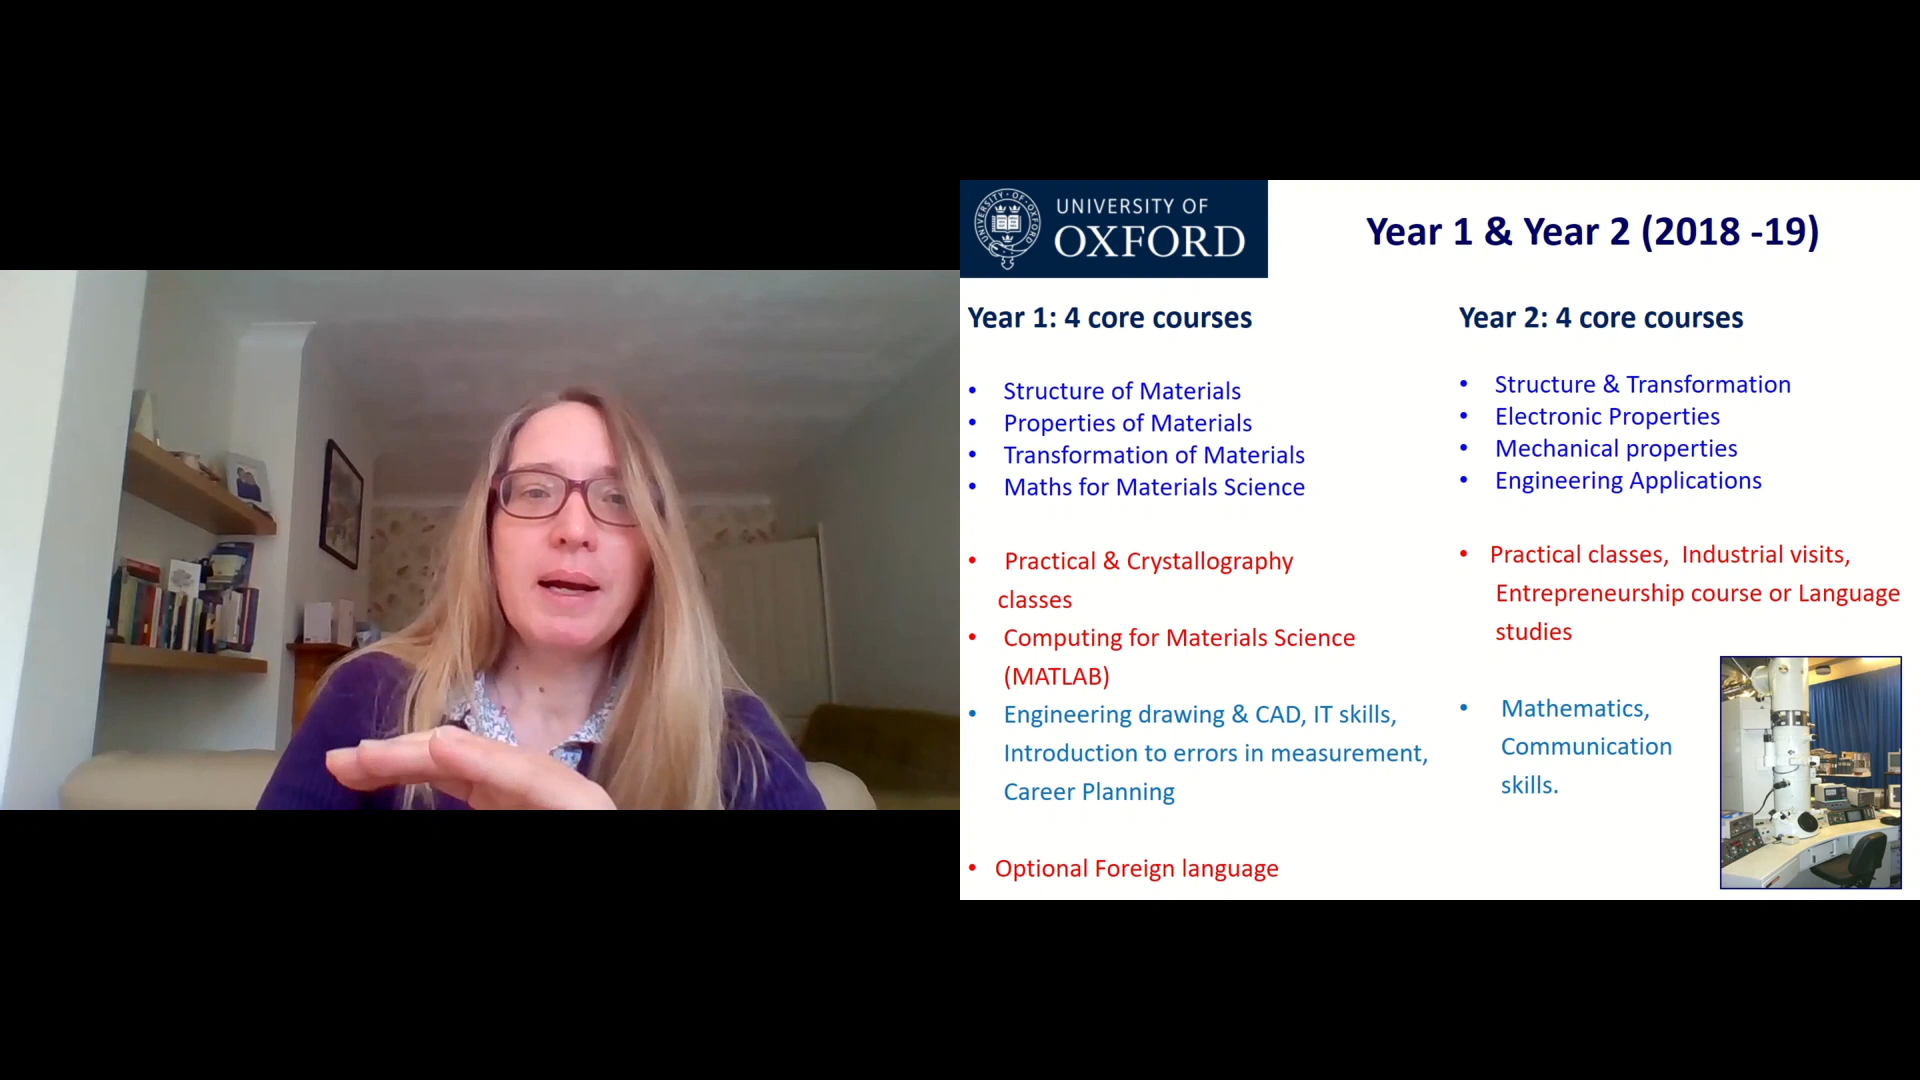 UNIVERSITY OF
OXFORD
Year 1 & Year 2 (2018 -19)
Year 1: 4 core courses
• Structure of Materials
• Properties of Materials
• Transformation of Materials
• Maths for Materials Science
• Practical & Crystallography
classes
• Computing for Materials Science
(MATLAB)
• Engineering drawing & CAD, IT skills,
Introduction to errors in measurement,
Career Planning
• Optional Foreign language
Year 2: 4 core courses
• Structure & Transformation
• Electronic Properties
• Mechanical properties
• Engineering Applications
• Practical classes, Industrial visits,
Entrepreneurship course or Language
studies
• Mathematics,
Communication
skills.